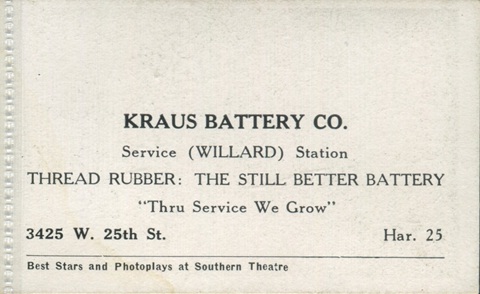 KRAUS BATTERY CO.
Service (WILLARD) Station
THREAD RUBBER: THE STILL BETTER BATTERY
"Thru Service We Grow"
3425 W. 25th St. Har. 25
Best Stars and Photoplays at Southern Theatre